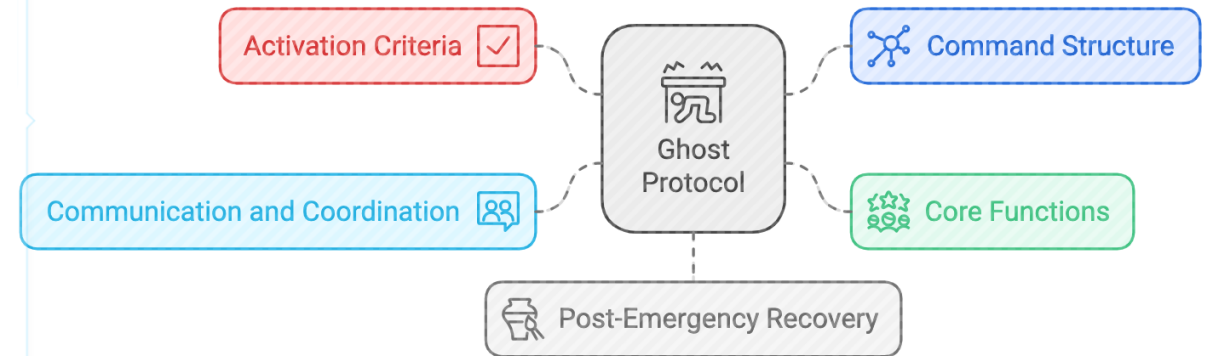 Activation Criteria
Command Structure
Ghost
Protocol
Communication and Coordination
Core Functions
Post-Emergency Recovery